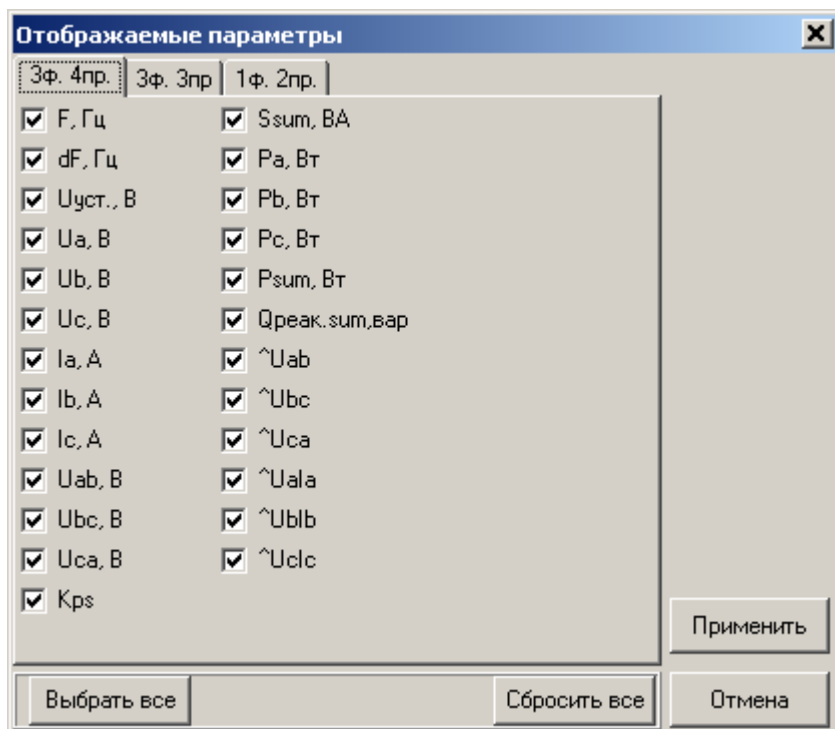 Отображаемые параметры
3ф. 4пр. 3ф. 3пр 1ф. 2пр.
F, Гц
dF, Гц
Uуст., В
Ua, В
Ub, В
Uc, В
Ia, А
Ib, А
Ic, А
Uab, В
Ubc, В
Uca, В
Kps
Ssum, ВА
Pa, Вт
Pb, Вт
Pc, Вт
Psum, Вт
Qреак.sum,вар
^Uab
^Ubc
^Uca
^UaIa
^UbIb
^UcIc
Применить
Выбрать все Сбросить все Отмена